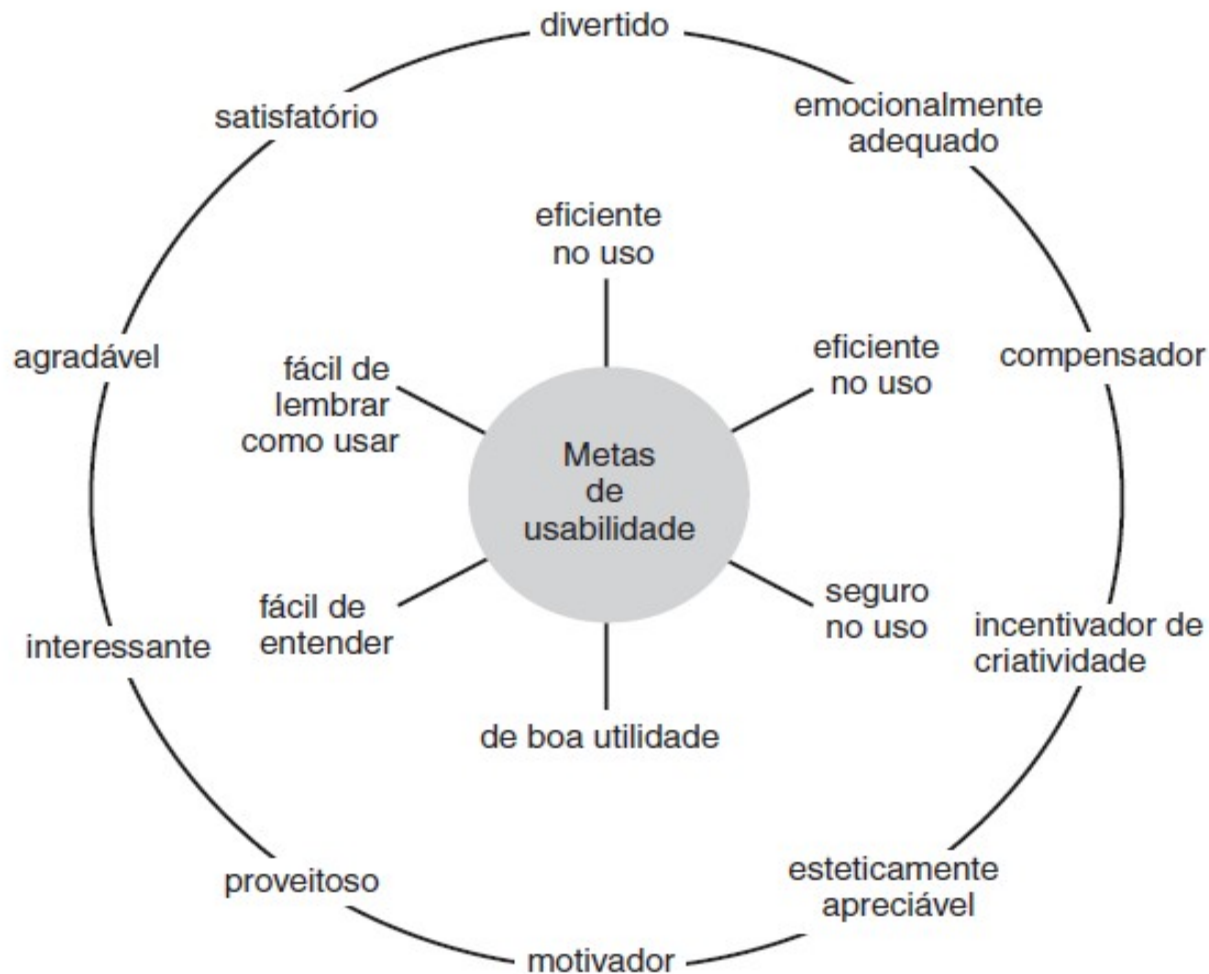 divertido
emocionalmente
adequado
satisfatório
eficiente
no uso
eficiente
no uso
compensador
agradável
fácil de
lembrar
como usar
Metas
de
usabilidade
seguro
no uso
incentivador de
criatividade
fácil de
entender
interessante
de boa utilidade
esteticamente
apreciável
proveitoso
motivador